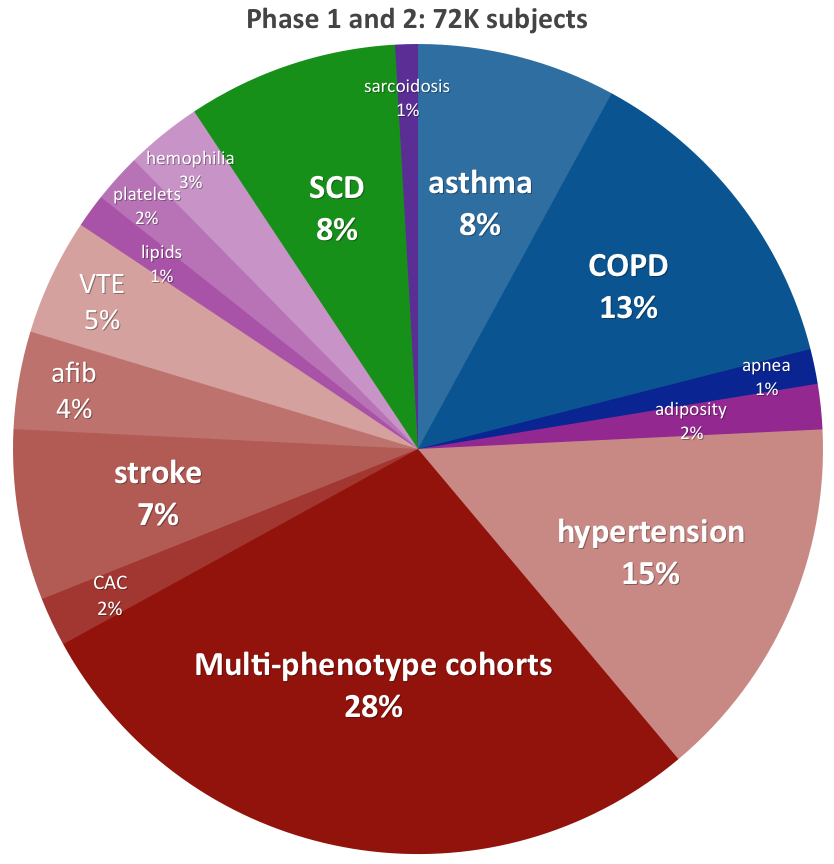 Phase 1 and 2: 72K subjects
sarcoidosis
1%
asthma
8%
COPD
13%
apnea
1%
adiposity
2%
hypertension
15%
Multi-phenotype cohorts
28%
CAC
2%
stroke
7%
afib
4%
VTE
5%
lipids
1%
platelets
2%
hemophilia
3%
SCD
8%